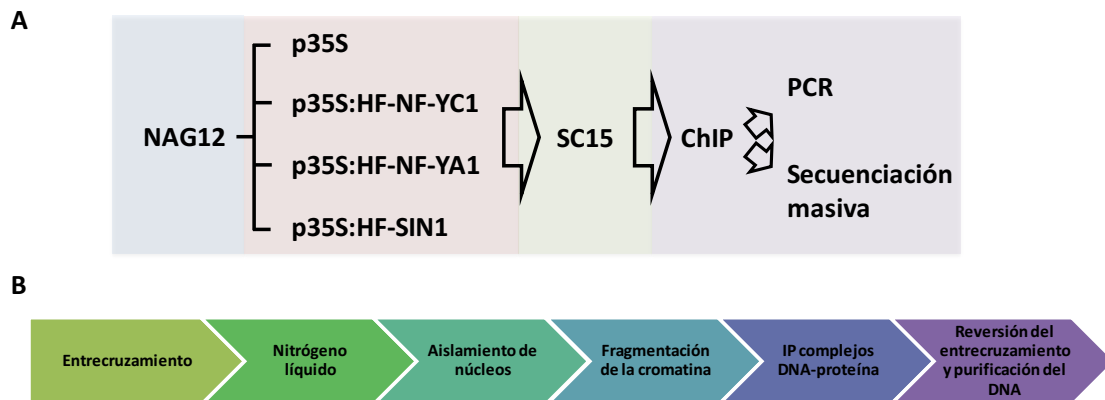 A
p35S
p35S:HF-NF-YC1
NAG12
p35S:HF-NF-YA1
p35S:HF-SIN1
SC15
ChIP
PCR
Secuenciación
masiva
B
Entrecruzamiento
Nitrógeno
líquido
Aislamiento de
núcleos
Fragmentación
de la cromatina
IP complejos
DNA-proteína
Reversión del
entrecruzamiento
y purificación del
DNA